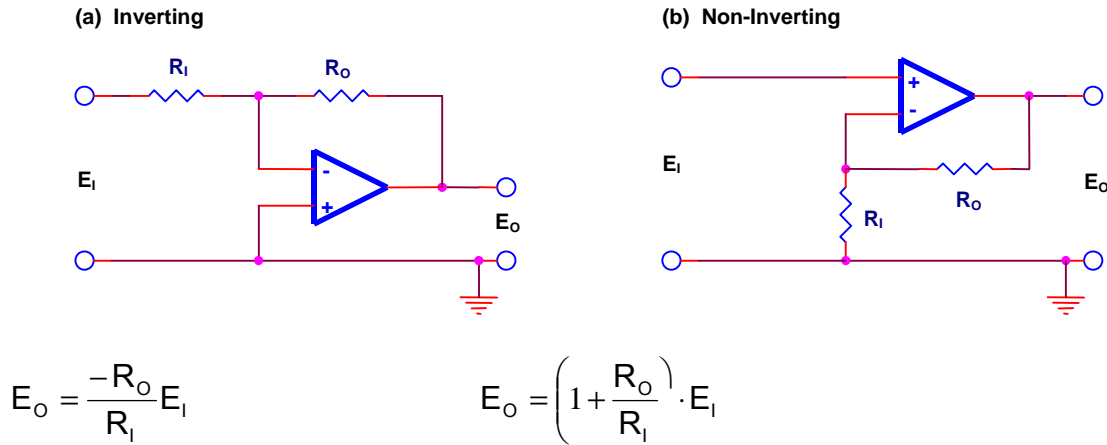 (a) Inverting
(b) Non-Inverting
R_I
R_O
E_I
-
+
E_O
+
-
E_I
R_O
R_I
E_O
E_O = -R_O/R_I E_I
E_O = (1 + R_O/R_I) · E_I